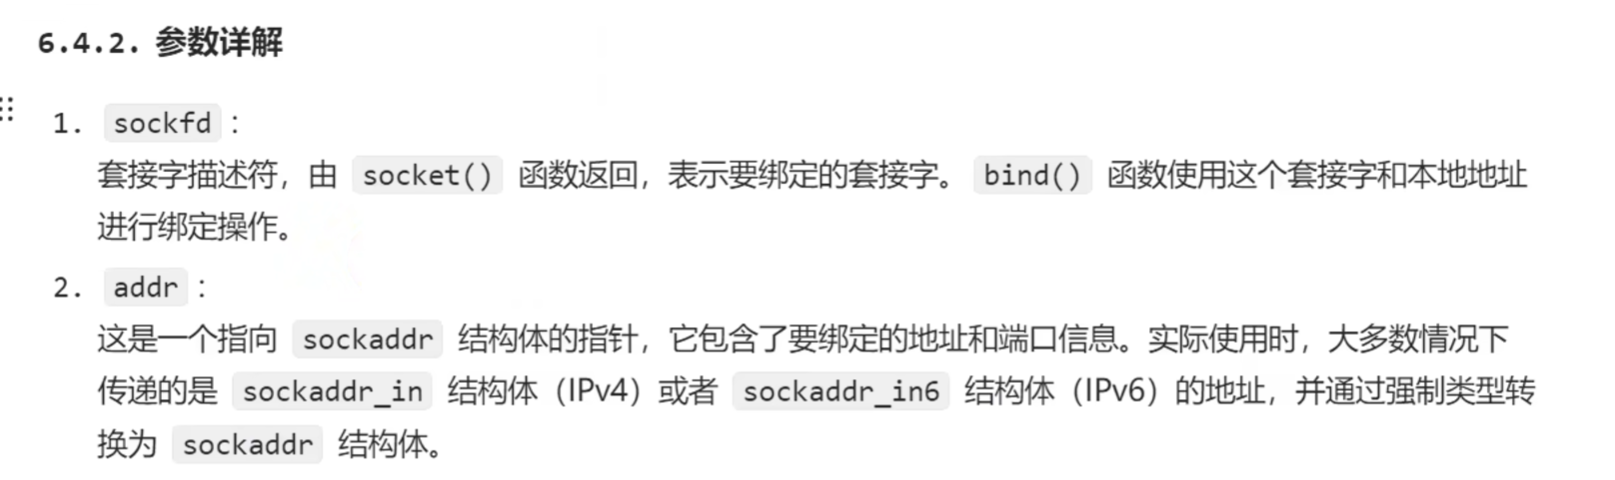 6.4.2. 参数详解
1. sockfd：
套接字描述符，由 socket() 函数返回，表示要绑定的套接字。 bind() 函数使用这个套接字和本地地址
进行绑定操作。
2. addr：
这是一个指向 sockaddr 结构体的指针，它包含了要绑定的地址和端口信息。实际使用时，大多数情况下
传递的是 sockaddr_in 结构体（IPv4）或者 sockaddr_in6 结构体（IPv6）的地址，并通过强制类型转
换为 sockaddr 结构体。